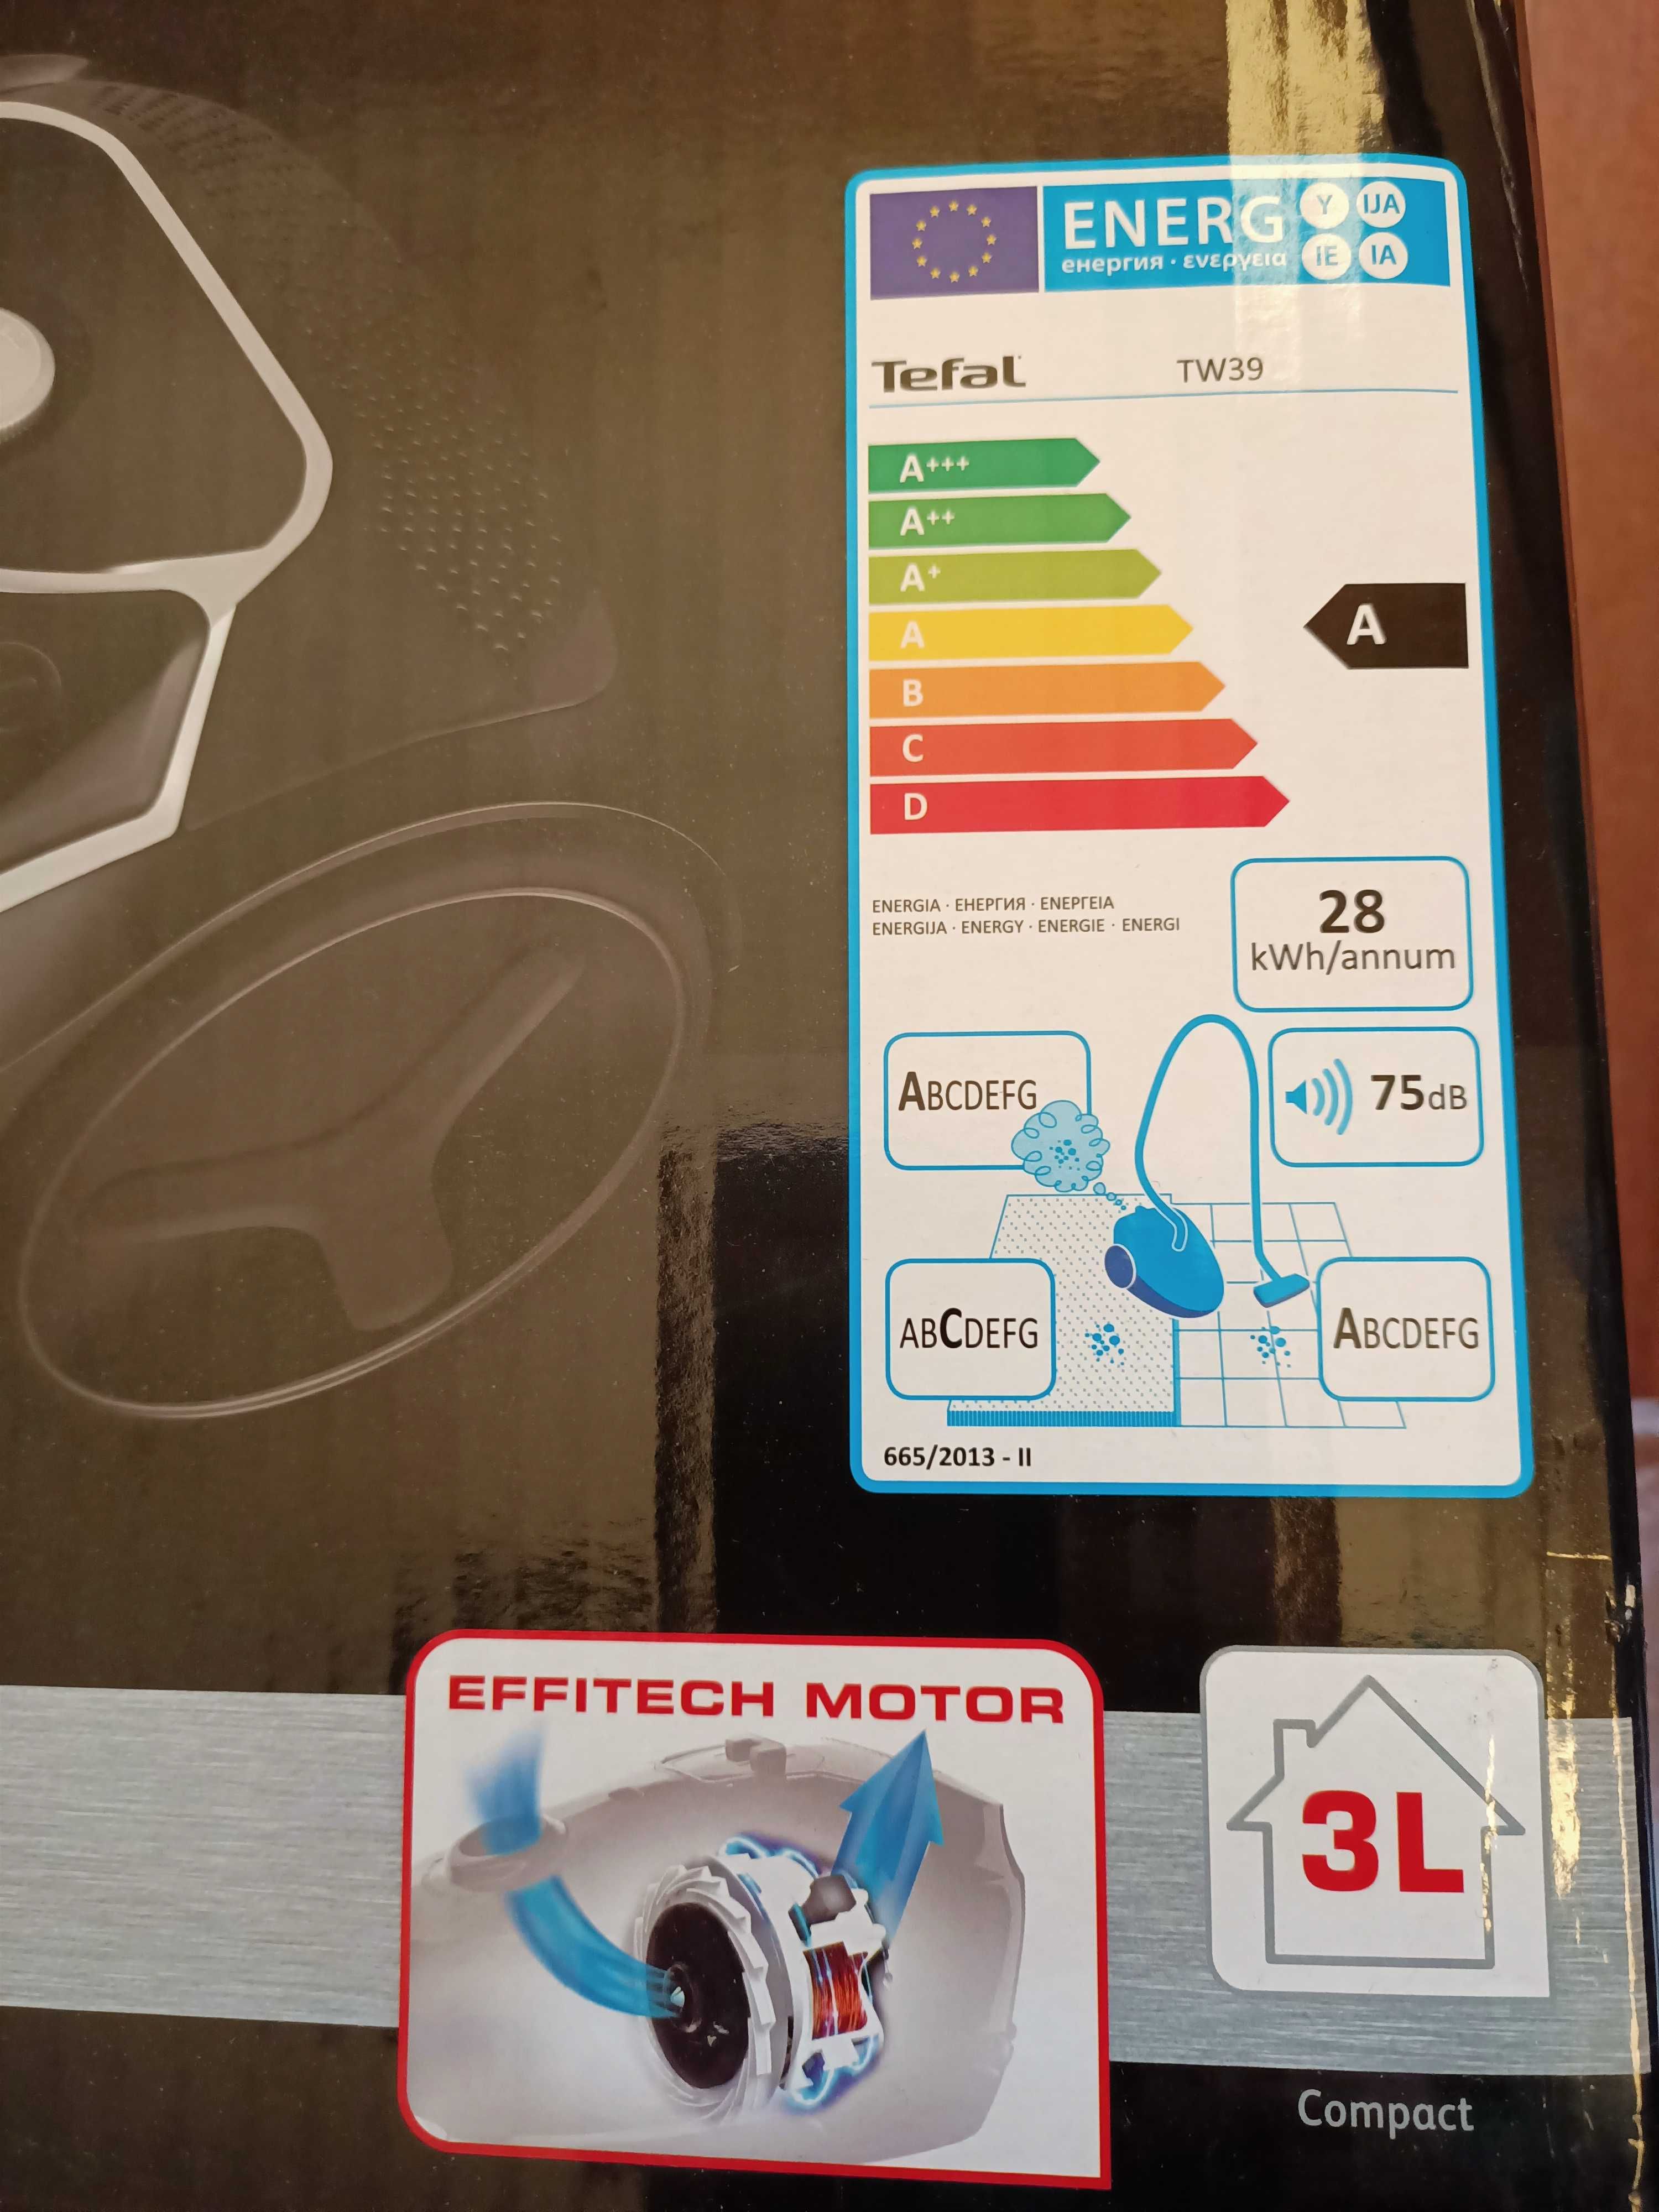 ENERG Y IJA
енергия · ενεργεια IE IA
Tefal TW39
A+++
A++
A+
A A
B
C
D
ENERGIA · ЕНЕРГИЯ · ΕΝΕΡΓΕΙΑ
ENERGIJA · ENERGY · ENERGIE · ENERGI
28
kWh/annum
ABCDEFG
75dB
ABCDEFG
ABCDEFG
665/2013 - II
EFFITECH MOTOR
3L
Compact